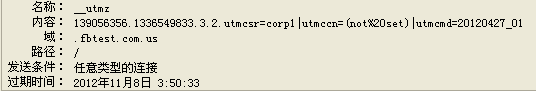 名称： __utmz
内容： 139056356.1336549833.3.2.utmcsr=corp1|utmccn=(not%20set)|utmcmd=20120427_01
域： .fbtest.com.us
路径： /
发送条件： 任意类型的连接
过期时间： 2012年11月8日 3:50:33